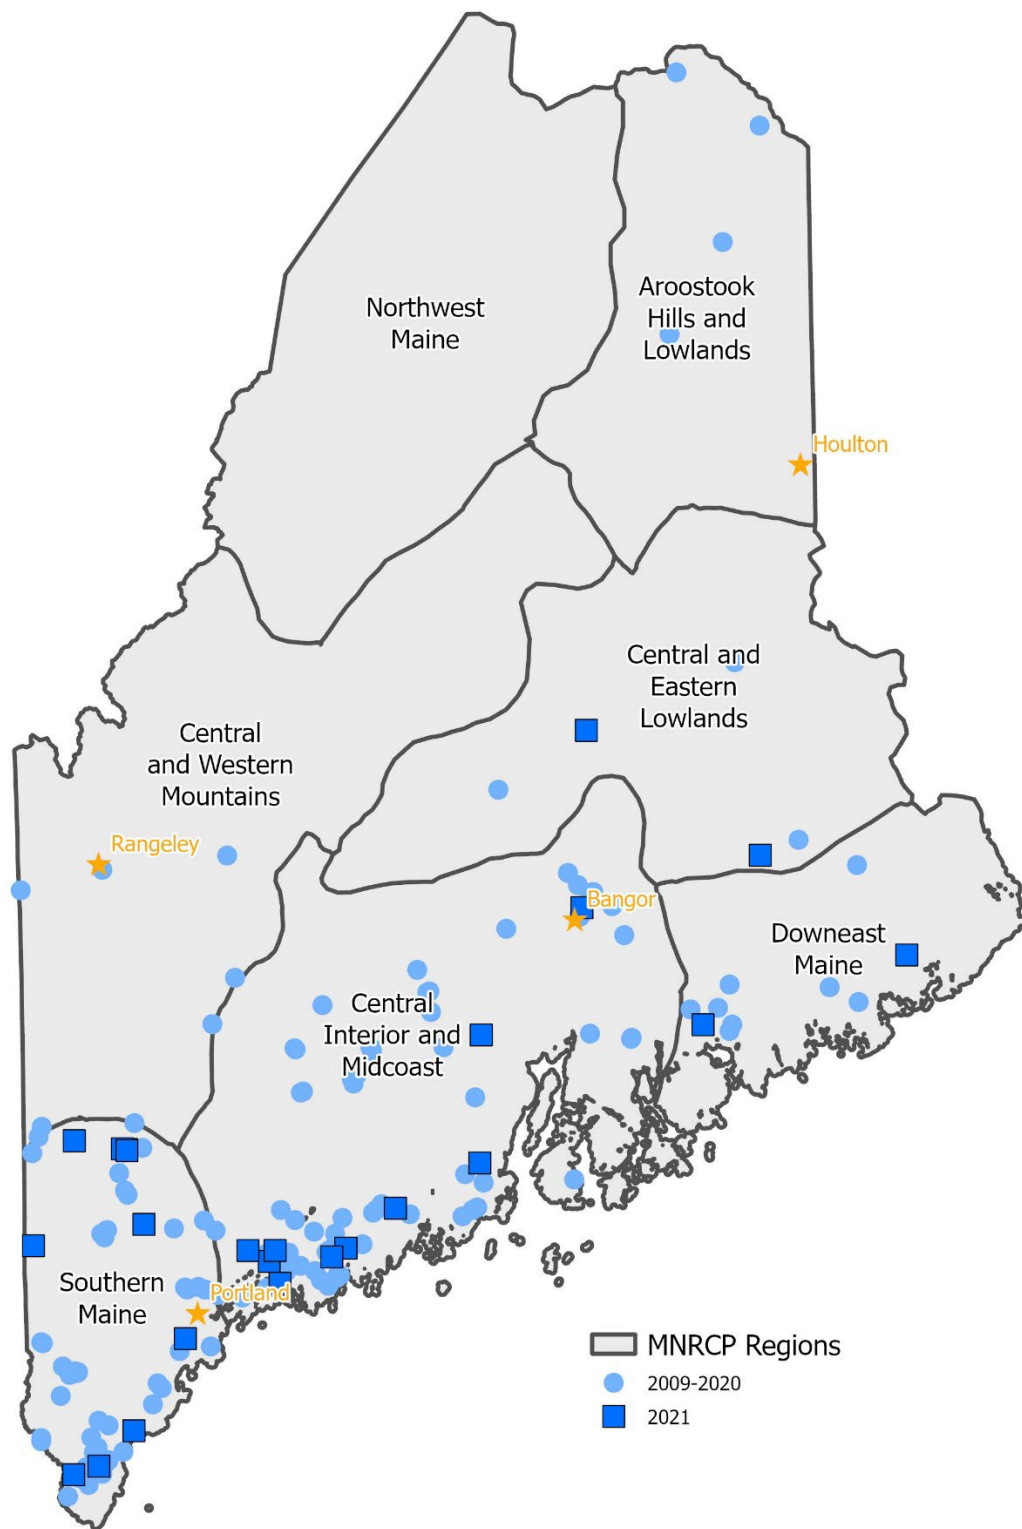 Northwest
Maine
Aroostook
Hills and
Lowlands
Houlton
Central and
Eastern
Lowlands
Central
and Western
Mountains
Rangeley
Bangor
Downeast
Maine
Central
Interior and
Midcoast
Southern
Maine
Portland
MNRCP Regions
2009-2020
2021